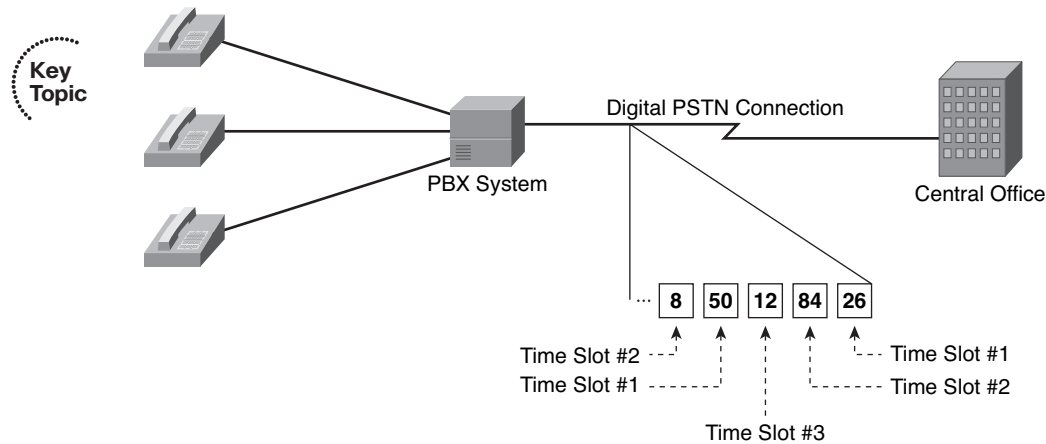 Key
Topic
Digital PSTN Connection
PBX System
Central Office
... 8 50 12 84 26
Time Slot #2
Time Slot #1
Time Slot #1
Time Slot #2
Time Slot #3